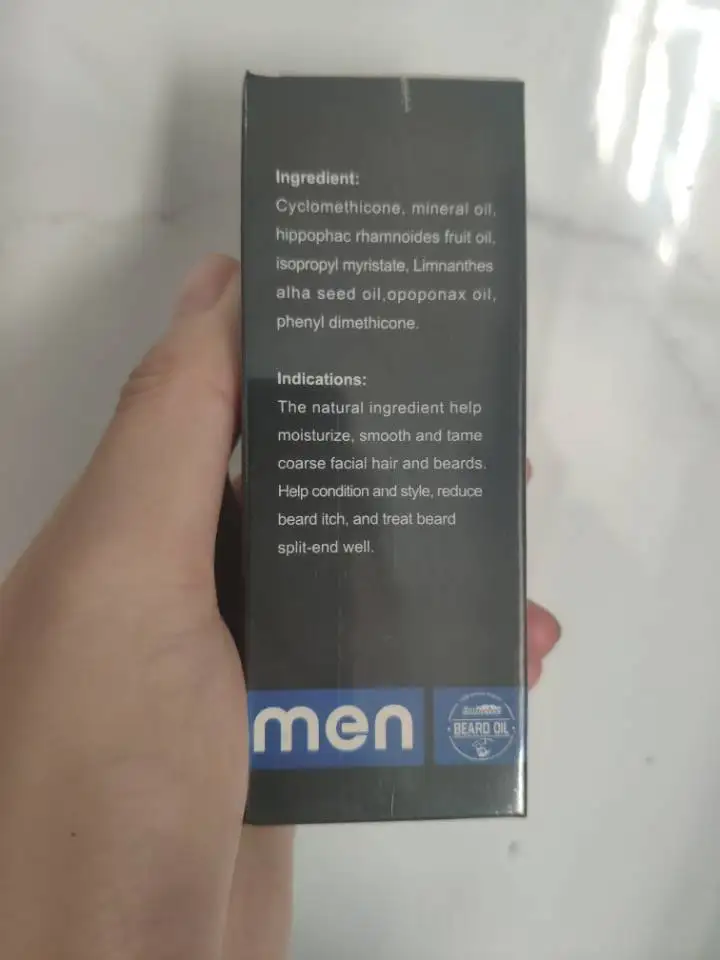 Ingredient:
Cyclomethicone, mineral oil,
hippophac rhamnoides fruit oil,
isopropyl myristate, Limnanthes
alha seed oil,opoponax oil,
phenyl dimethicone.
Indications:
The natural ingredient help
moisturize, smooth and tame
coarse facial hair and beards.
Help condition and style, reduce
beard itch, and treat beard
split-end well.
men
BEARD OIL